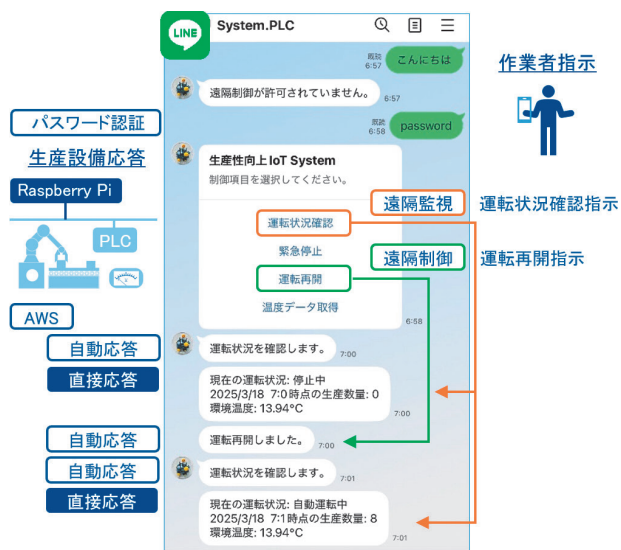 LINE
System.PLC
既読
6:57
こんにちは
遠隔制御が許可されていません。
6:57
既読
6:58
password
作業者指示
パスワード認証
生産設備応答
Raspberry Pi
PLC
AWS
生産性向上IoT System
制御項目を選択してください。
運転状況確認
緊急停止
運転再開
温度データ取得
6:58
遠隔監視
運転状況確認指示
遠隔制御
運転再開指示
自動応答
運転状況を確認します。
7:00
直接応答
現在の運転状況: 停止中
2025/3/18 7:0時点の生産数量: 0
環境温度: 13.94°C
7:00
自動応答
運転再開しました。
7:00
自動応答
運転状況を確認します。
7:01
直接応答
現在の運転状況: 自動運転中
2025/3/18 7:1時点の生産数量: 8
環境温度: 13.94°C
7:01